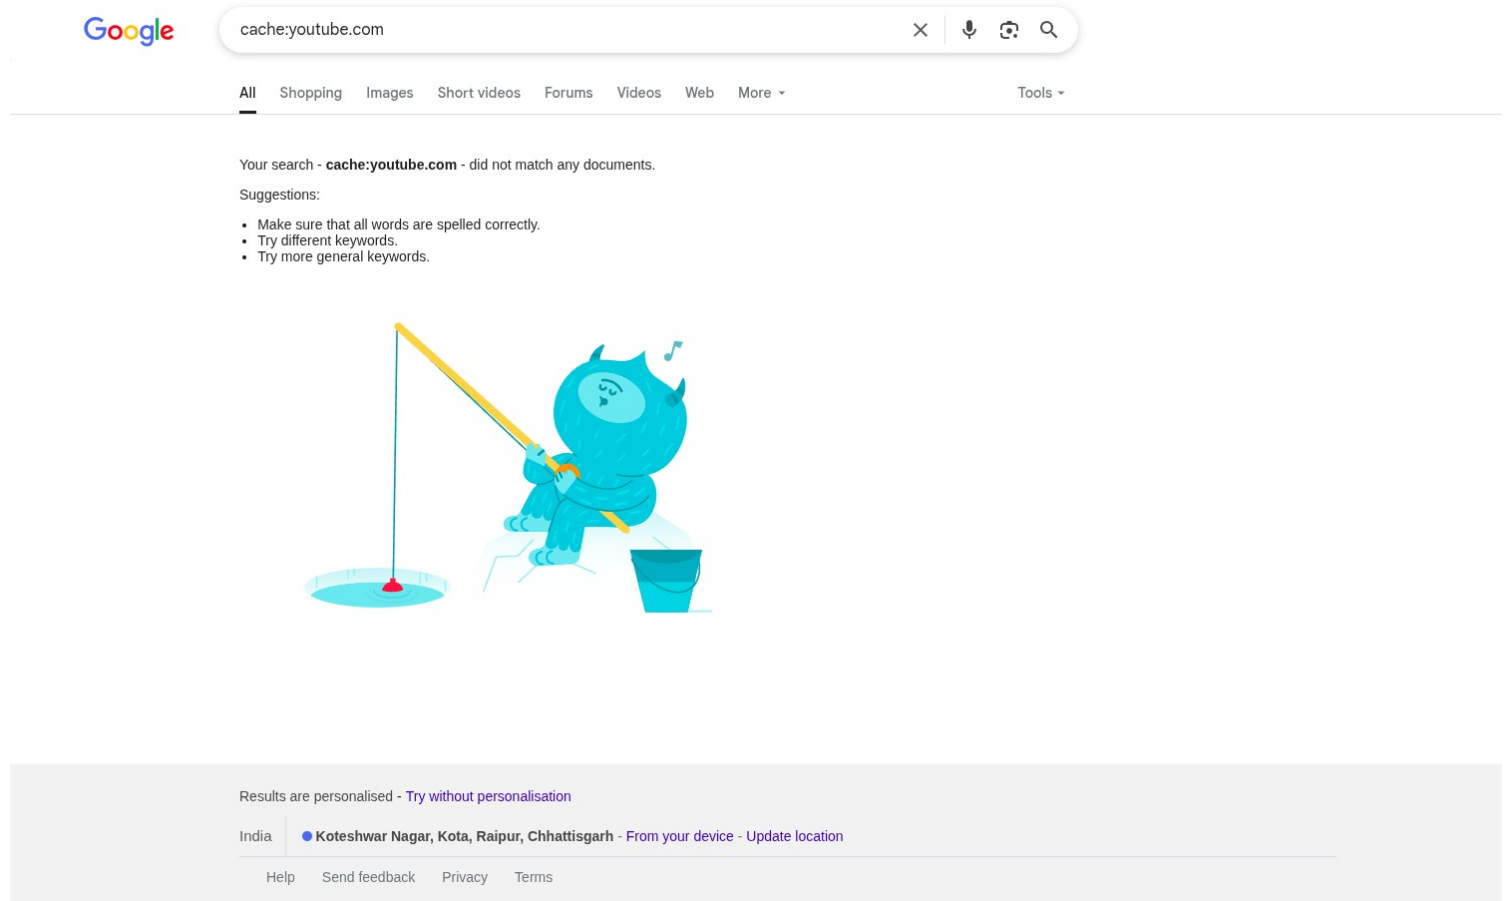 Google
cache:youtube.com
All Shopping Images Short videos Forums Videos Web More Tools
Your search - cache:youtube.com - did not match any documents.
Suggestions:
Make sure that all words are spelled correctly.
Try different keywords.
Try more general keywords.
Results are personalised - Try without personalisation
India Koteshwar Nagar, Kota, Raipur, Chhattisgarh - From your device - Update location
Help Send feedback Privacy Terms